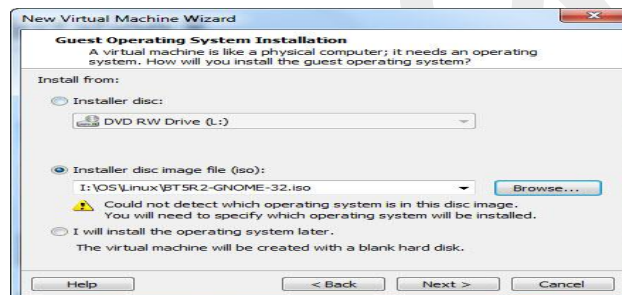 New Virtual Machine Wizard
Guest Operating System Installation
A virtual machine is like a physical computer; it needs an operating
system. How will you install the guest operating system?
Install from:
Installer disc:
DVD RW Drive (L:)
Installer disc image file (iso):
I:\OS\Linux\BT5R2-GNOME-32.iso
Browse...
Could not detect which operating system is in this disc image.
You will need to specify which operating system will be installed.
I will install the operating system later.
The virtual machine will be created with a blank hard disk.
Help < Back Next > Cancel